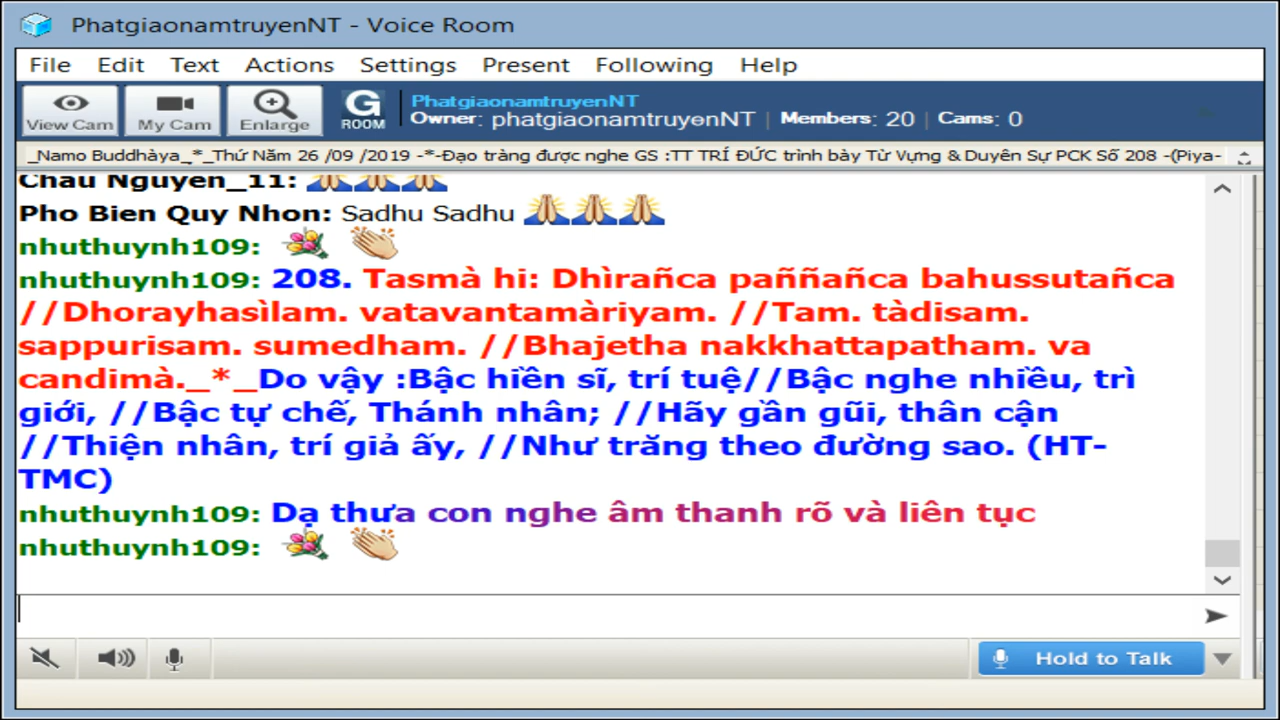 PhatgiaonamtruyenNT - Voice Room
File Edit Text Actions Settings Present Following Help
View Cam My Cam Enlarge G ROOM
PhatgiaonamtruyenNT
Owner: phatgiaonamtruyenNT | Members: 20 | Cams: 0
_Namo Buddhàya_*_Thứ Năm 26 /09 /2019 -*-Đạo tràng được nghe GS :TT TRÍ ĐỨC trình bày Từ Vựng & Duyên Sự PCK Số 208 -(Piya-
Chau Nguyen_11:
Pho Bien Quy Nhon: Sadhu Sadhu
nhuthuynh109:
nhuthuynh109: 208. Tasmà hi: Dhìrañca paññañca bahussutañca
//Dhorayhasìlam. vatavantamàriyam. //Tam. tàdisam.
sappurisam. sumedham. //Bhajetha nakkhattapatham. va
candimà._*_Do vậy :Bậc hiền sĩ, trí tuệ//Bậc nghe nhiều, trì
giới, //Bậc tự chế, Thánh nhân; //Hãy gần gũi, thân cận
//Thiện nhân, trí giả ấy, //Như trăng theo đường sao. (HT-
TMC)
nhuthuynh109: Dạ thưa con nghe âm thanh rõ và liên tục
nhuthuynh109:
Hold to Talk